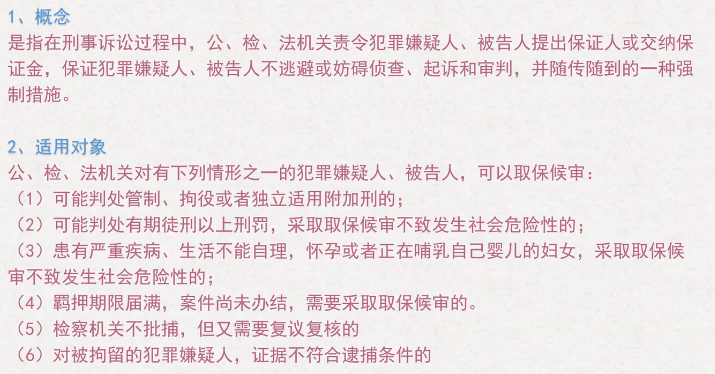 1、概念
是指在刑事诉讼过程中，公、检、法机关责令犯罪嫌疑人、被告人提出保证人或交纳保
证金，保证犯罪嫌疑人、被告人不逃避或妨碍侦查、起诉和审判，并随传随到的一种强
制措施。
2、适用对象
公、检、法机关对有下列情形之一的犯罪嫌疑人、被告人，可以取保候审：
（1）可能判处管制、拘役或者独立适用附加刑的；
（2）可能判处有期徒刑以上刑罚，采取取保候审不致发生社会危险性的；
（3）患有严重疾病、生活不能自理，怀孕或者正在哺乳自己婴儿的妇女，采取取保候
审不致发生社会危险性的；
（4）羁押期限届满，案件尚未办结，需要采取取保候审的。
（5）检察机关不批捕，但又需要复议复核的
（6）对被拘留的犯罪嫌疑人，证据不符合逮捕条件的